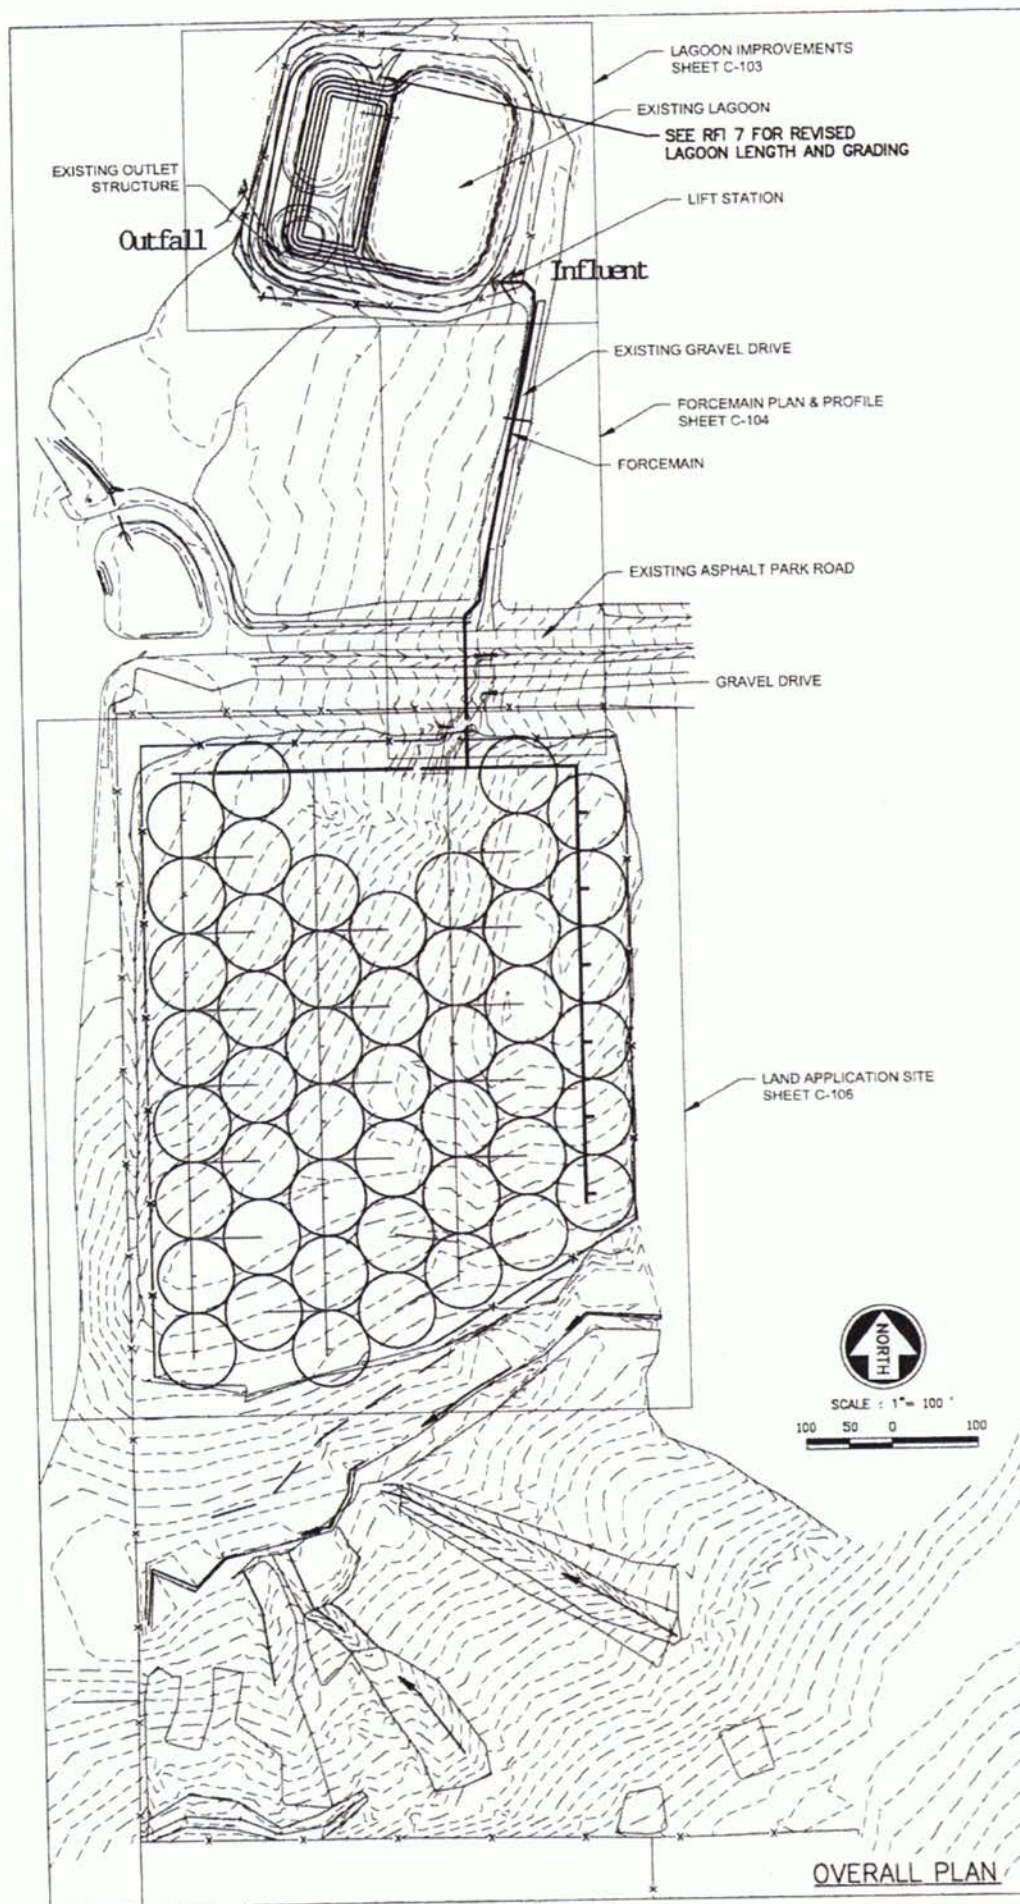 LAGOON IMPROVEMENTS
SHEET C-103
EXISTING LAGOON
SEE RFI 7 FOR REVISED
LAGOON LENGTH AND GRADING
EXISTING OUTLET
STRUCTURE
LIFT STATION
Outfall
Influent
EXISTING GRAVEL DRIVE
FORCEMAIN PLAN & PROFILE
SHEET C-104
FORCEMAIN
EXISTING ASPHALT PARK ROAD
GRAVEL DRIVE
LAND APPLICATION SITE
SHEET C-106
NORTH
SCALE : 1"= 100 '
100 50 0 100
OVERALL PLAN